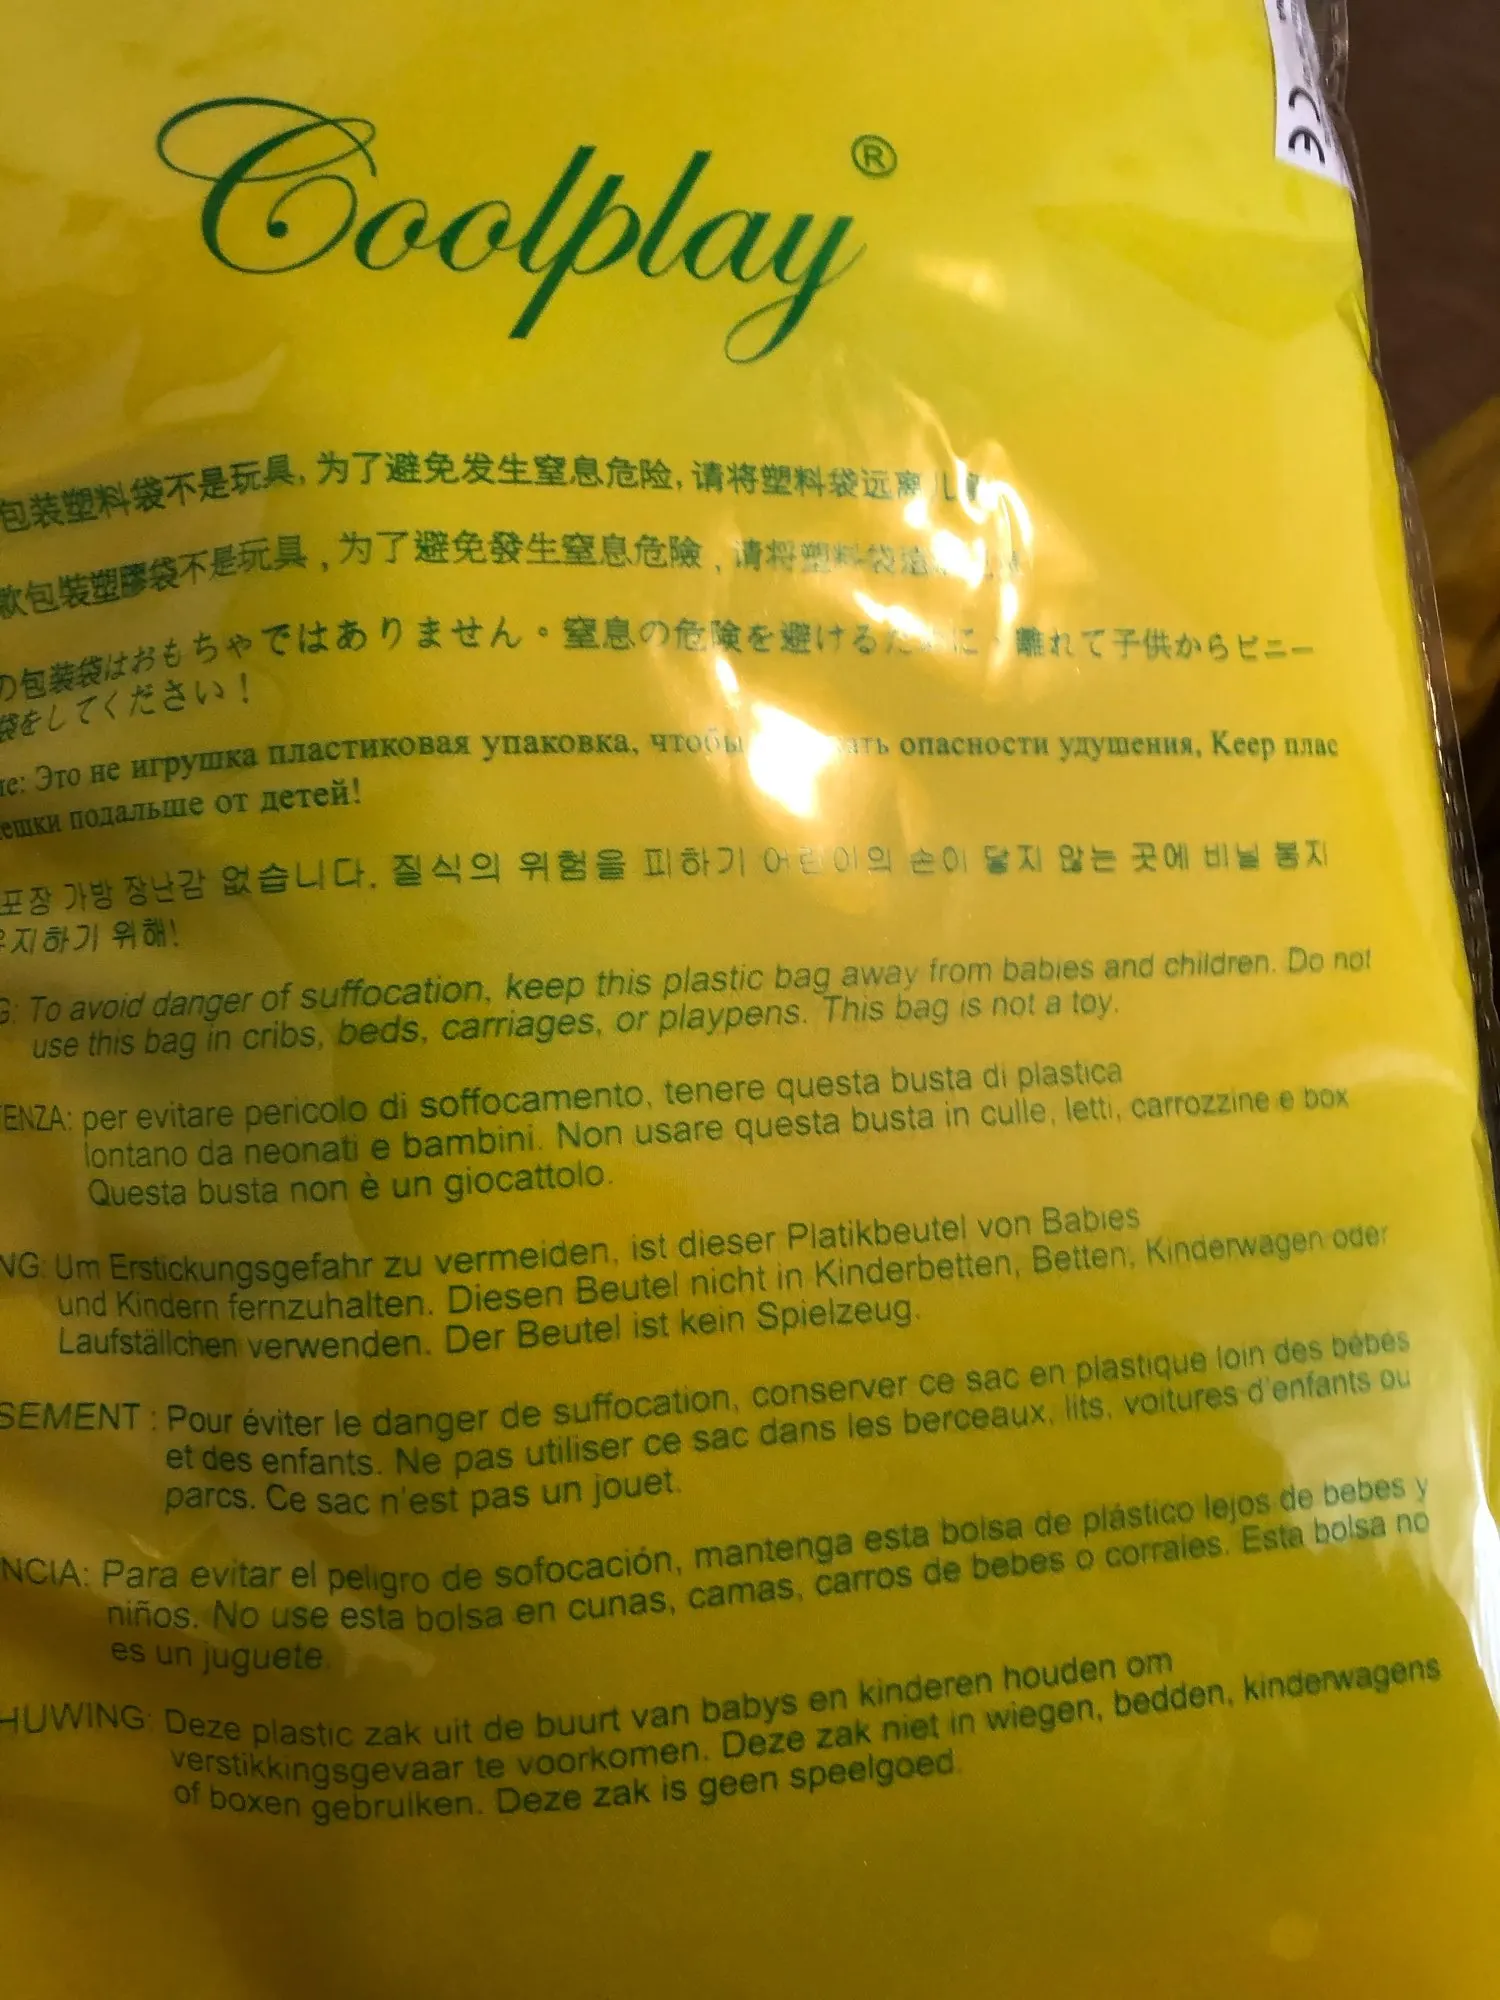 Coolplay®
CE
包装塑料袋不是玩具, 为了避免发生窒息危险, 请将塑料袋远离
包裝塑膠袋不是玩具 , 为了避免發生窒息危險 , 请将塑料袋
の包装袋はおもちゃではありません。窒息の危険を避ける 離れて子供からビニー
袋をしてください！
Это не игрушка пластиковая упаковка, чтобы опасности удушения, Keep плас
подальше от детей!
포장 가방 장난감 없습니다. 질식의 위험을 피하기 어린이의 손이 닿지 않는 곳에 비닐 봉지
위해!
To avoid danger of suffocation, keep this plastic bag away from babies and children. Do not
use this bag in cribs, beds, carriages, or playpens. This bag is not a toy.
ENZA: per evitare pericolo di soffocamento, tenere questa busta di plastica
lontano da neonati e bambini. Non usare questa busta in culle, letti, carrozzine e box
Questa busta non è un giocattolo.
NG: Um Erstickungsgefahr zu vermeiden, ist dieser Platikbeutel von Babies
und Kindern fernzuhalten. Diesen Beutel nicht in Kinderbetten, Betten, Kinderwagen oder
Laufställchen verwenden. Der Beutel ist kein Spielzeug.
SEMENT : Pour éviter le danger de suffocation, conserver ce sac en plastique loin des bébés
et des enfants. Ne pas utiliser ce sac dans les berceaux, lits, voitures d'enfants ou
parcs. Ce sac n'est pas un jouet.
NCIA: Para evitar el peligro de sofocación, mantenga esta bolsa de plástico lejos de bebes y
niños. No use esta bolsa en cunas, camas, carros de bebes o corrales. Esta bolsa no
es un juguete.
HUWING: Deze plastic zak uit de buurt van babys en kinderen houden om
verstikkingsgevaar te voorkomen. Deze zak niet in wiegen, bedden, kinderwagens
of boxen gebruiken. Deze zak is geen speelgoed.